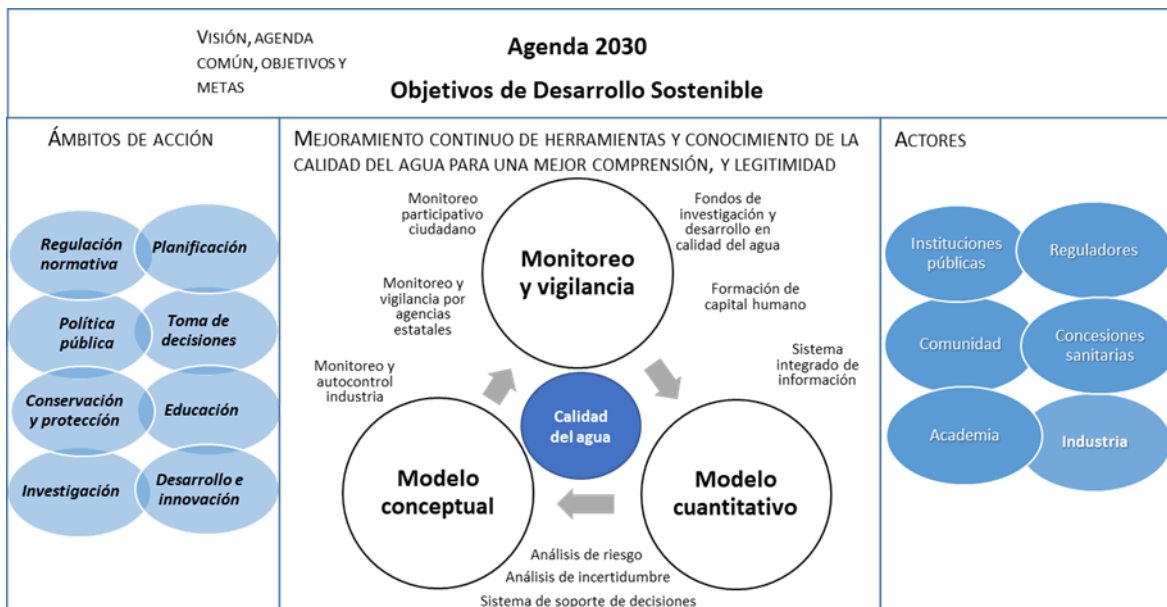 VISIÓN, AGENDA
COMÚN, OBJETIVOS Y
METAS
Agenda 2030
Objetivos de Desarrollo Sostenible
ÁMBITOS DE ACCIÓN
Regulación
normativa
Planificación
Política
pública
Toma de
decisiones
Conservación
y protección
Educación
Investigación
Desarrollo e
innovación
MEJORAMIENTO CONTINUO DE HERRAMIENTAS Y CONOCIMIENTO DE LA
CALIDAD DEL AGUA PARA UNA MEJOR COMPRENSIÓN, Y LEGITIMIDAD
Monitoreo
participativo
ciudadano
Monitoreo y
vigilancia por
agencias
estatales
Monitoreo y
autocontrol
industria
Monitoreo
y vigilancia
Fondos de
investigación y
desarrollo en
calidad del agua
Formación de
capital humano
Sistema
integrado de
información
Calidad
del agua
Modelo
conceptual
Modelo
cuantitativo
Análisis de riesgo
Análisis de incertidumbre
Sistema de soporte de decisiones
ACTORES
Instituciones
públicas
Reguladores
Comunidad
Concesiones
sanitarias
Academia
Industria